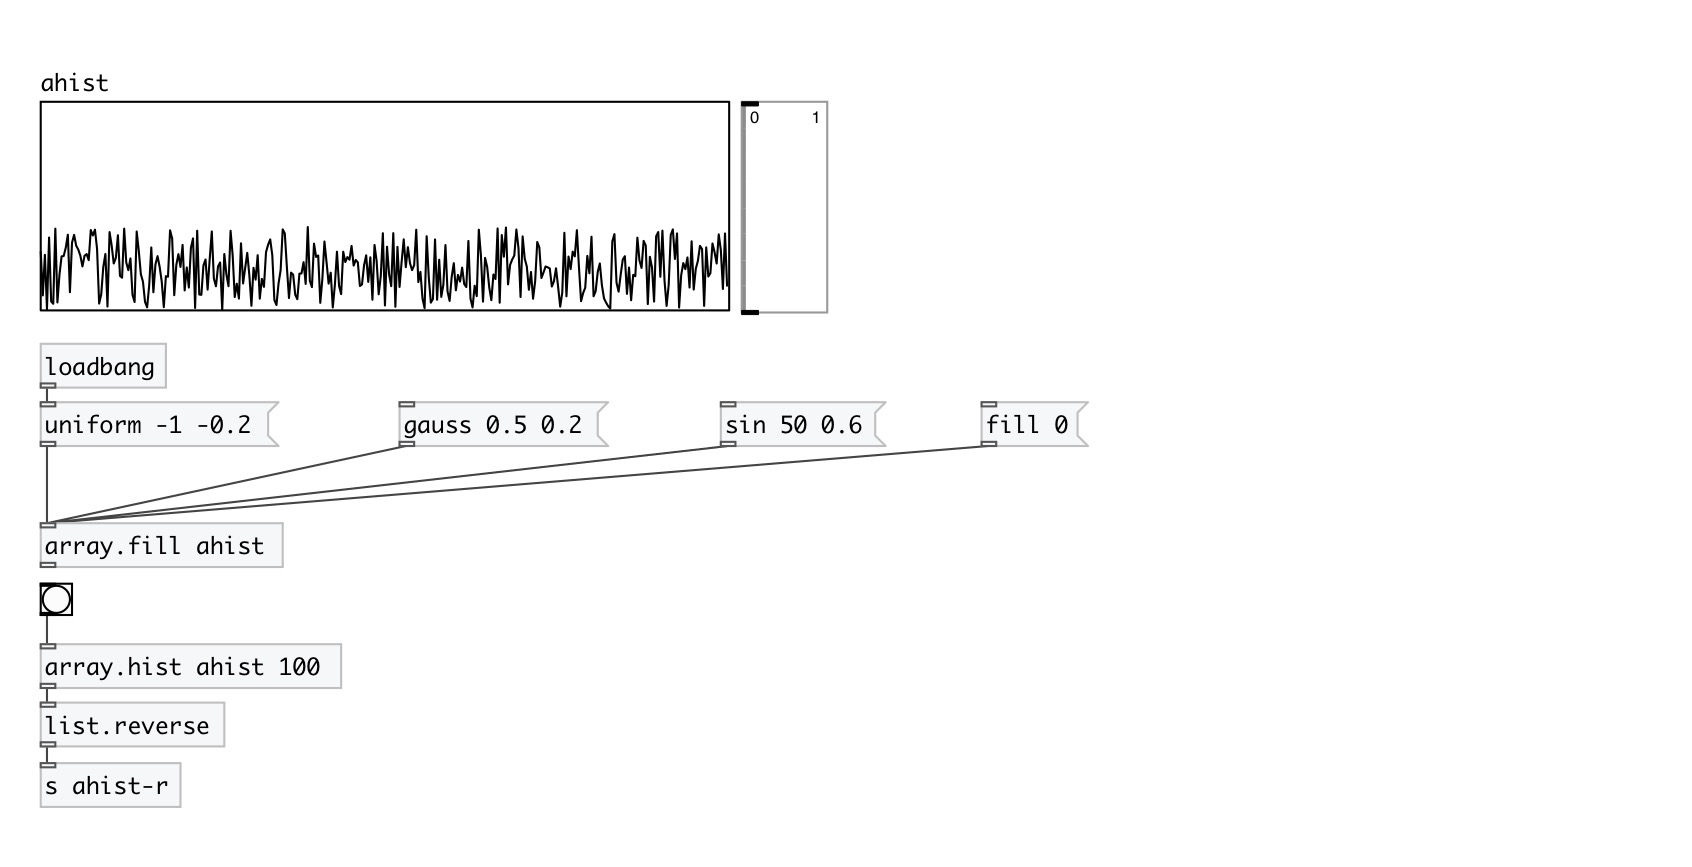 ahist
0 1
loadbang
uniform -1 -0.2
gauss 0.5 0.2
sin 50 0.6
fill 0
array.fill ahist
array.hist ahist 100
list.reverse
s ahist-r